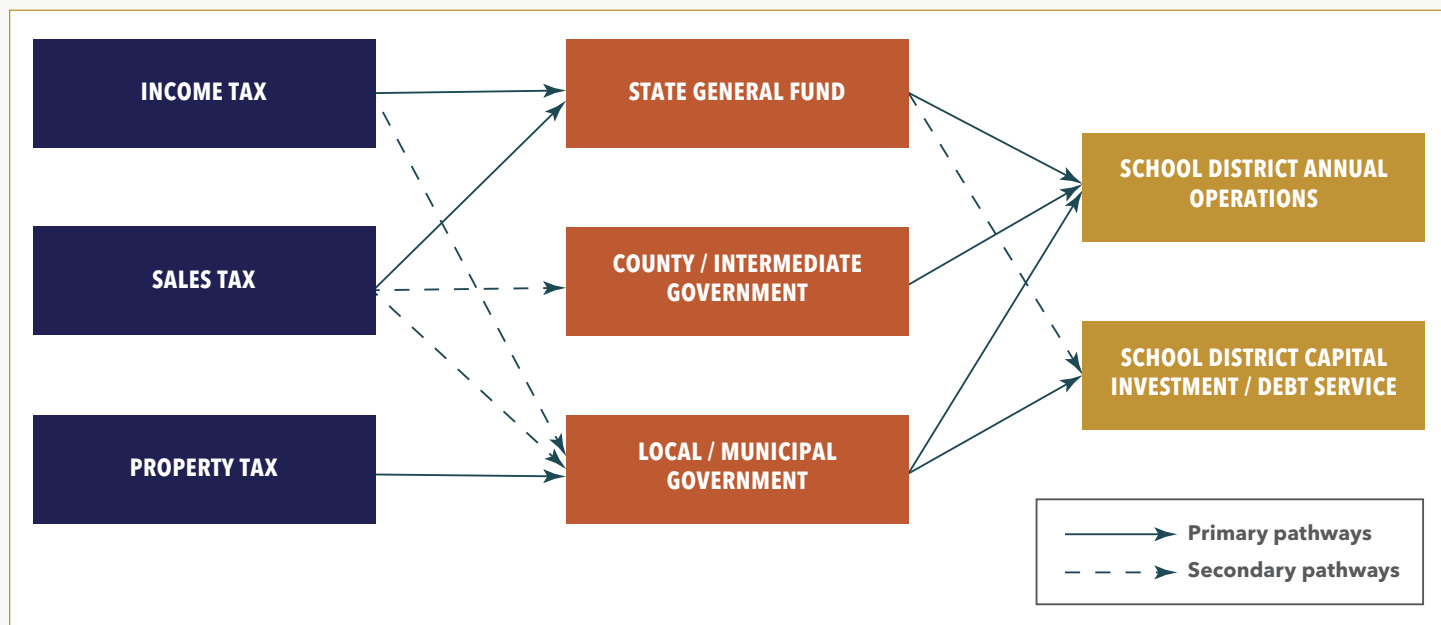 INCOME TAX
STATE GENERAL FUND
SCHOOL DISTRICT ANNUAL
OPERATIONS
SALES TAX
COUNTY / INTERMEDIATE
GOVERNMENT
SCHOOL DISTRICT CAPITAL
INVESTMENT / DEBT SERVICE
PROPERTY TAX
LOCAL / MUNICIPAL
GOVERNMENT
Primary pathways
Secondary pathways